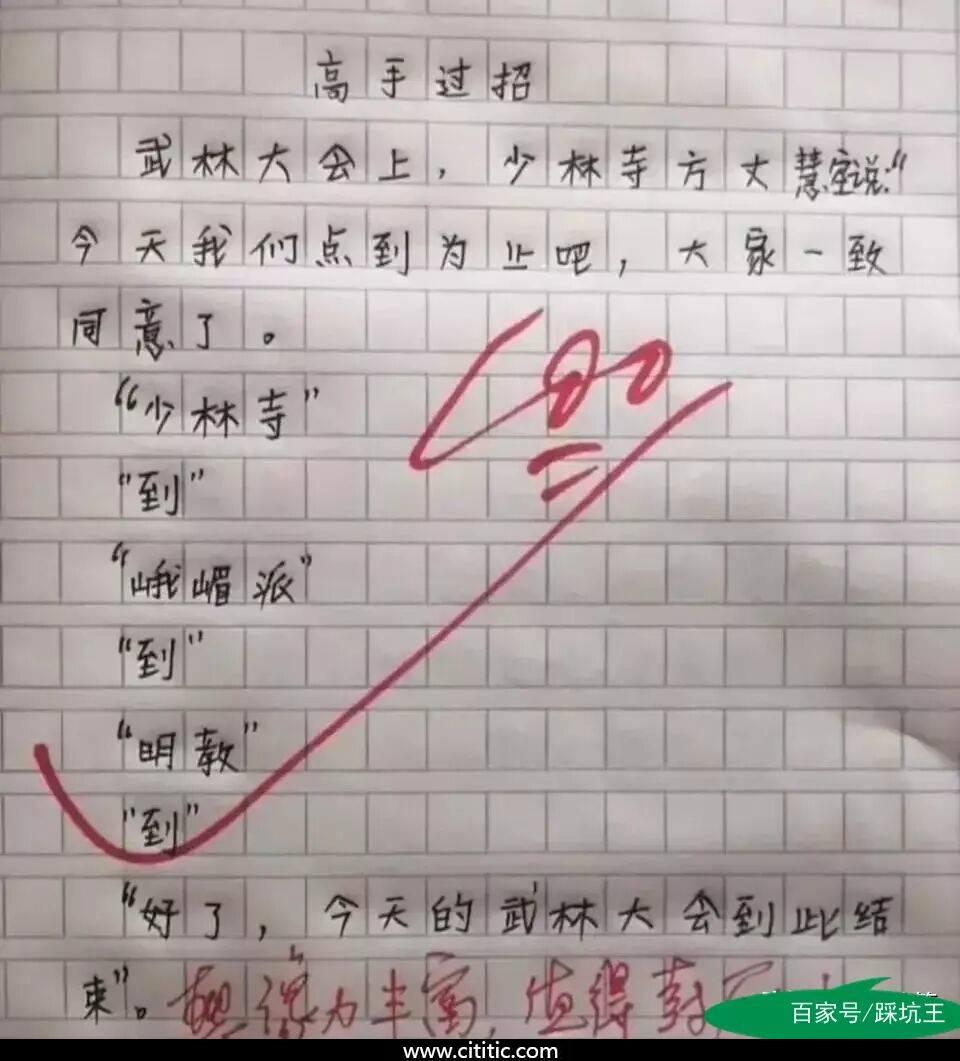 高手过招
武林大会上，少林寺方丈慧空说："
今天我们点到为止吧，大家一致
同意了。
100
"少林寺"
"到"
"峨嵋派"
"到"
"明教"
"到"
"好了，今天的武林大会到此结
束"。想像力丰富，值得
百家号/踩坑王
www.cititic.com